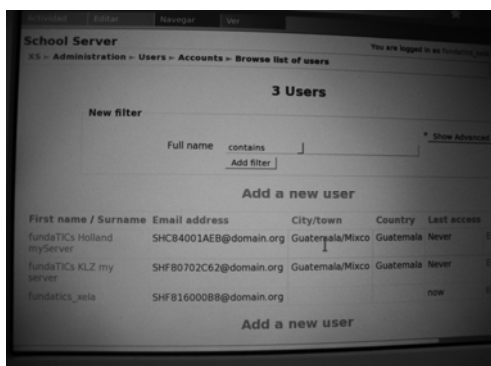 Actividad Editar Navegar Ver
School Server
You are logged in as fundatics_xela
XS ► Administration ► Users ► Accounts ► Browse list of users
3 Users
New filter
* Show Advanced
Full name contains
Add filter
Add a new user
First name / Surname Email address City/town Country Last access
fundaTICs Holland myServer SHC84001AEB@domain.org Guatemala/Mixco Guatemala Never
fundaTICs KLZ my server SHF80702C62@domain.org Guatemala/Mixco Guatemala Never
fundatics_xela SHF816000B8@domain.org now
Add a new user